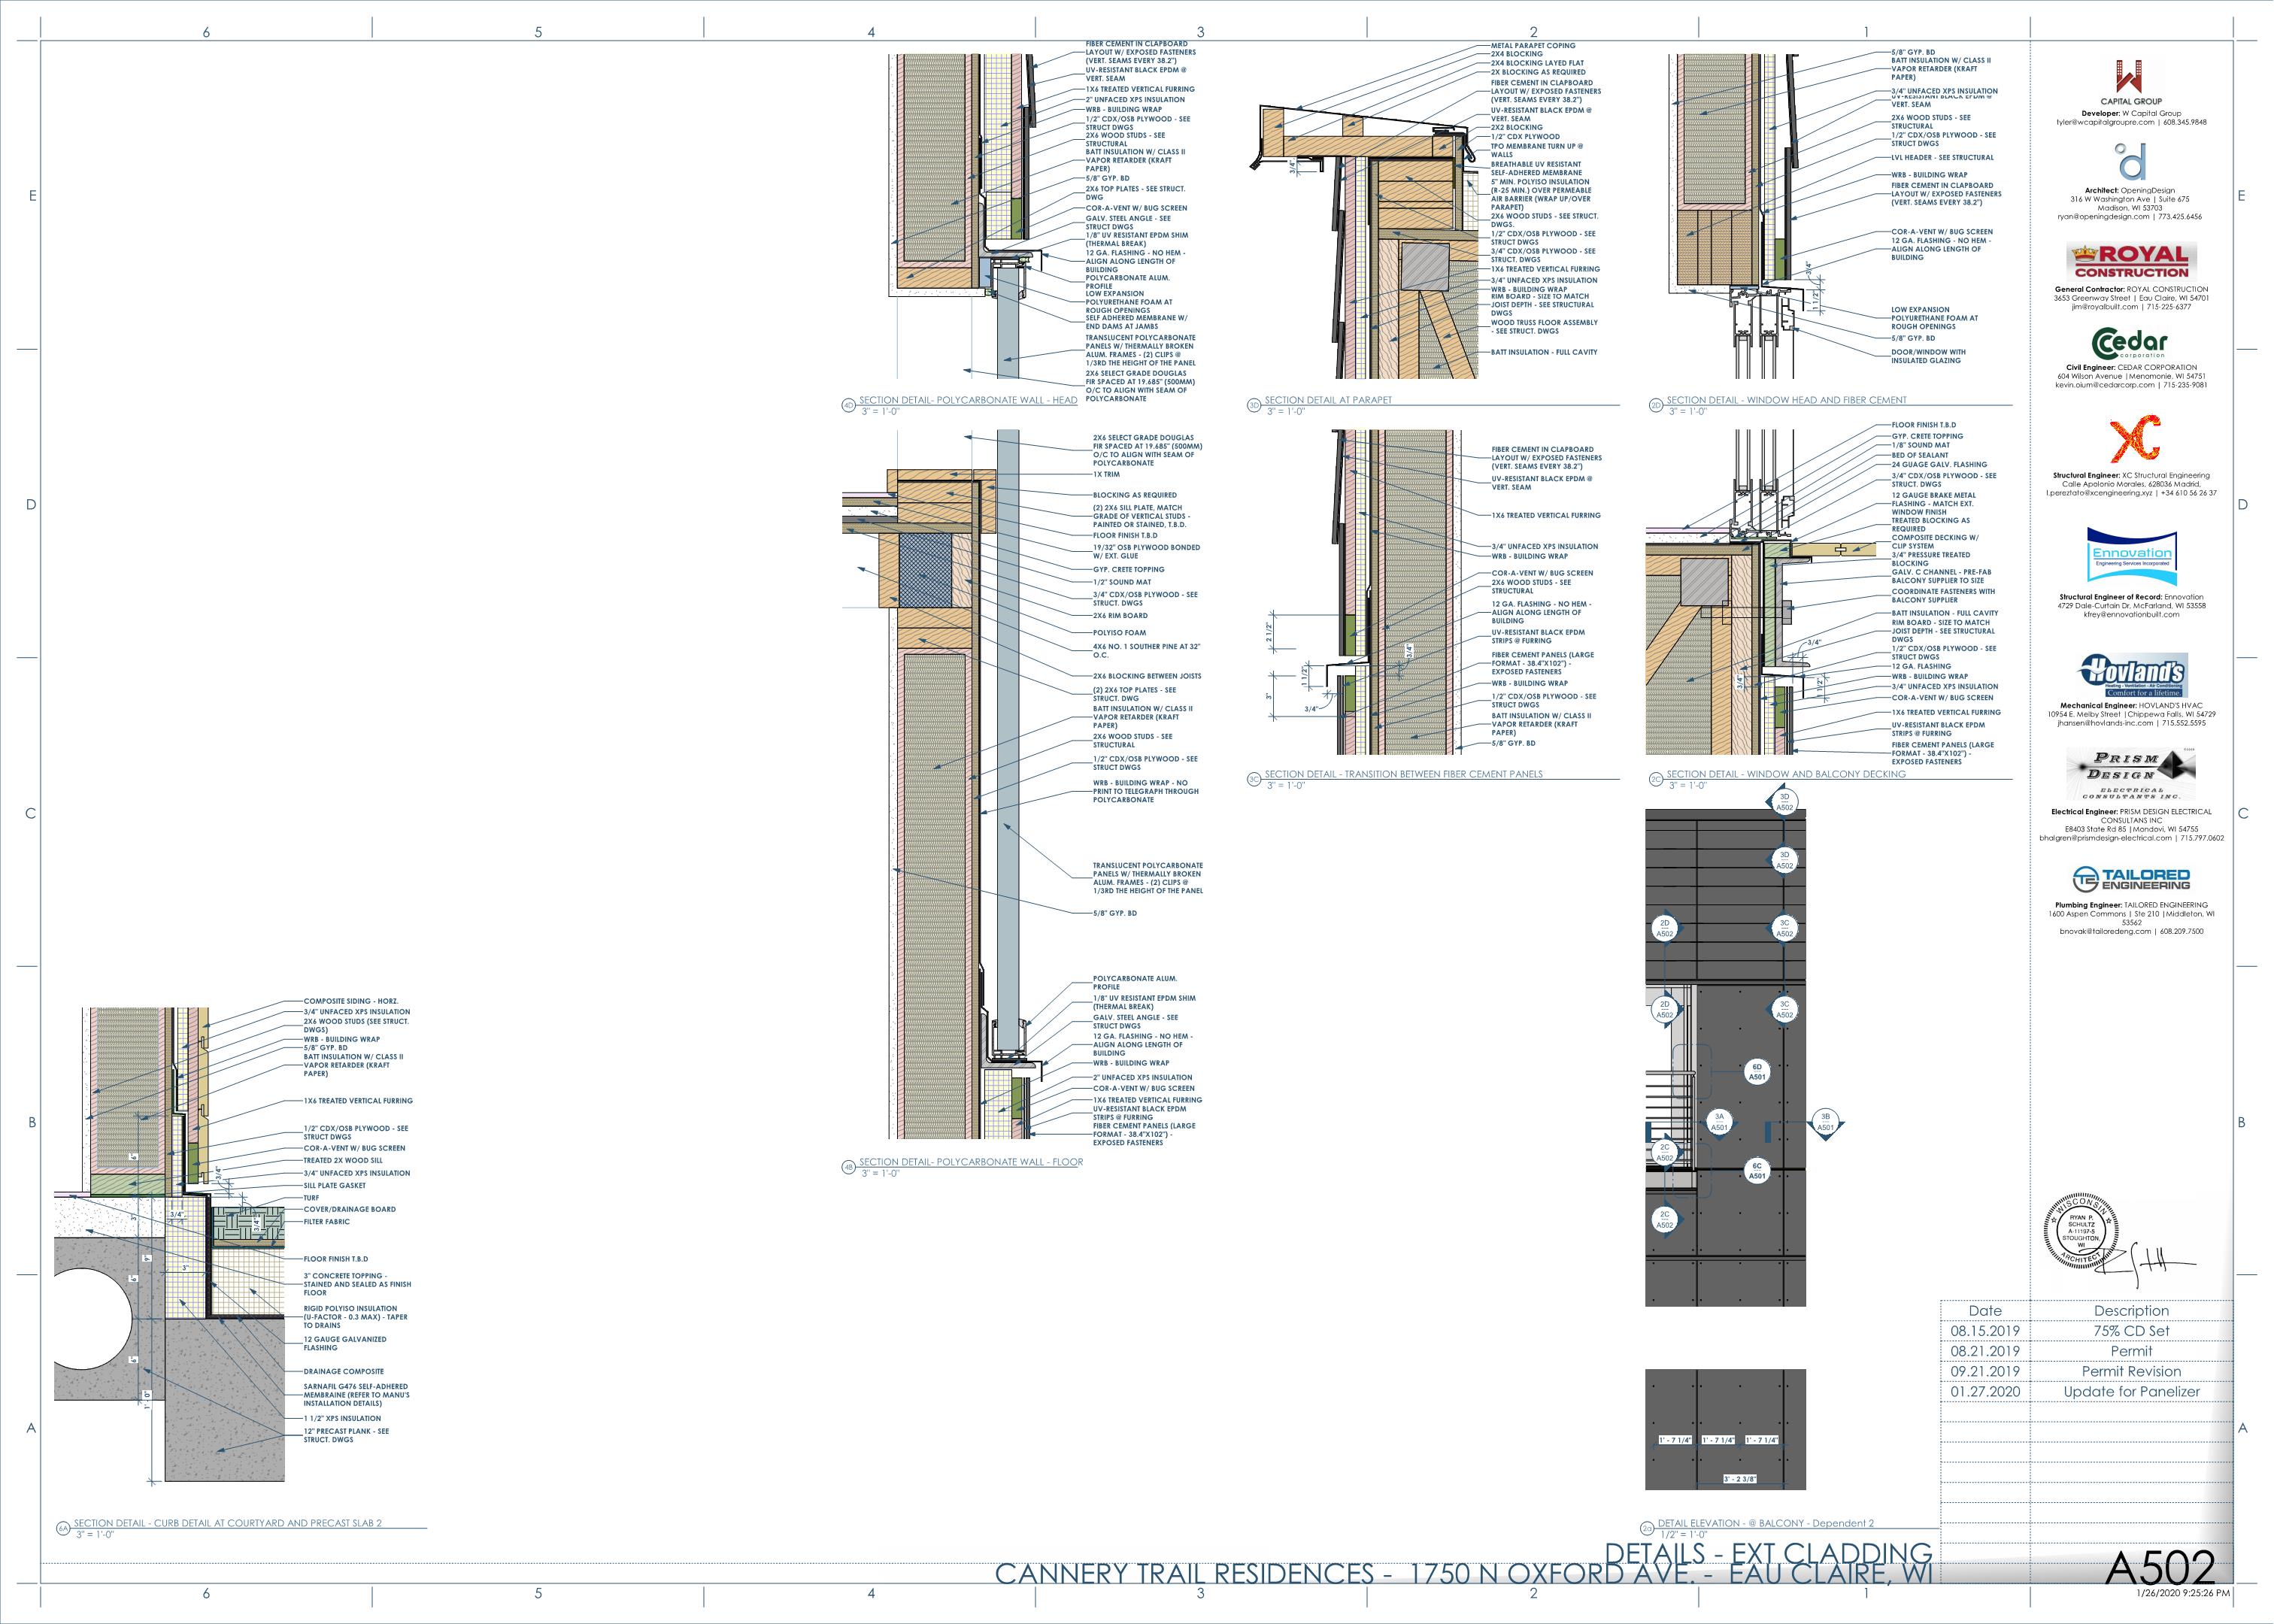 6
5
4
3
2
1
E
D
C
B
A
FIBER CEMENT IN CLAPBOARD
LAYOUT W/ EXPOSED FASTENERS
(VERT. SEAMS EVERY 38.2")
UV-RESISTANT BLACK EPDM @
VERT. SEAM
1X6 TREATED VERTICAL FURRING
2" UNFACED XPS INSULATION
WRB - BUILDING WRAP
1/2" CDX/OSB PLYWOOD - SEE
STRUCT DWGS
2X6 WOOD STUDS - SEE
STRUCTURAL
BATT INSULATION W/ CLASS II
VAPOR RETARDER (KRAFT
PAPER)
5/8" GYP. BD
2X6 TOP PLATES - SEE STRUCT.
DWG
COR-A-VENT W/ BUG SCREEN
GALV. STEEL ANGLE - SEE
STRUCT DWGS
1/8" UV RESISTANT EPDM SHIM
(THERMAL BREAK)
12 GA. FLASHING - NO HEM -
ALIGN ALONG LENGTH OF
BUILDING
POLYCARBONATE ALUM.
PROFILE
LOW EXPANSION
POLYURETHANE FOAM AT
ROUGH OPENINGS
SELF ADHERED MEMBRANE W/
END DAMS AT JAMBS
TRANSLUCENT POLYCARBONATE
PANELS W/ THERMALLY BROKEN
ALUM. FRAMES - (2) CLIPS @
1/3RD THE HEIGHT OF THE PANEL
2X6 SELECT GRADE DOUGLAS
FIR SPACED AT 19.685" (500MM)
O/C TO ALIGN WITH SEAM OF
POLYCARBONATE
4D SECTION DETAIL- POLYCARBONATE WALL - HEAD
3" = 1'-0"
METAL PARAPET COPING
2X4 BLOCKING
2X4 BLOCKING LAYED FLAT
2X BLOCKING AS REQUIRED
FIBER CEMENT IN CLAPBOARD
LAYOUT W/ EXPOSED FASTENERS
(VERT. SEAMS EVERY 38.2")
UV-RESISTANT BLACK EPDM @
VERT. SEAM
2X2 BLOCKING
1/2" CDX PLYWOOD
TPO MEMBRANE TURN UP @
WALLS
BREATHABLE UV RESISTANT
SELF-ADHERED MEMBRANE
5" MIN. POLYISO INSULATION
(R-25 MIN.) OVER PERMEABLE
AIR BARRIER (WRAP UP/OVER
PARAPET)
2X6 WOOD STUDS - SEE STRUCT.
DWGS.
1/2" CDX/OSB PLYWOOD - SEE
STRUCT DWGS
3/4" CDX/OSB PLYWOOD - SEE
STRUCT. DWGS
1X6 TREATED VERTICAL FURRING
3/4" UNFACED XPS INSULATION
WRB - BUILDING WRAP
RIM BOARD - SIZE TO MATCH
JOIST DEPTH - SEE STRUCTURAL
DWGS
WOOD TRUSS FLOOR ASSEMBLY
- SEE STRUCT. DWGS
BATT INSULATION - FULL CAVITY
3/4"
3D SECTION DETAIL AT PARAPET
3" = 1'-0"
5/8" GYP. BD
BATT INSULATION W/ CLASS II
VAPOR RETARDER (KRAFT
PAPER)
3/4" UNFACED XPS INSULATION
UV-RESISTANT BLACK EPDM @
VERT. SEAM
2X6 WOOD STUDS - SEE
STRUCTURAL
1/2" CDX/OSB PLYWOOD - SEE
STRUCT DWGS
LVL HEADER - SEE STRUCTURAL
WRB - BUILDING WRAP
FIBER CEMENT IN CLAPBOARD
LAYOUT W/ EXPOSED FASTENERS
(VERT. SEAMS EVERY 38.2")
COR-A-VENT W/ BUG SCREEN
12 GA. FLASHING - NO HEM -
ALIGN ALONG LENGTH OF
BUILDING
LOW EXPANSION
POLYURETHANE FOAM AT
ROUGH OPENINGS
5/8" GYP. BD
DOOR/WINDOW WITH
INSULATED GLAZING
3/4"
1 1/2"
2D SECTION DETAIL - WINDOW HEAD AND FIBER CEMENT
3" = 1'-0"
2X6 SELECT GRADE DOUGLAS
FIR SPACED AT 19.685" (500MM)
O/C TO ALIGN WITH SEAM OF
POLYCARBONATE
1X TRIM
BLOCKING AS REQUIRED
(2) 2X6 SILL PLATE, MATCH
GRADE OF VERTICAL STUDS -
PAINTED OR STAINED, T.B.D.
FLOOR FINISH T.B.D
19/32" OSB PLYWOOD BONDED
W/ EXT. GLUE
GYP. CRETE TOPPING
1/2" SOUND MAT
3/4" CDX/OSB PLYWOOD - SEE
STRUCT. DWGS
2X6 RIM BOARD
POLYISO FOAM
4X6 NO. 1 SOUTHER PINE AT 32"
O.C.
2X6 BLOCKING BETWEEN JOISTS
(2) 2X6 TOP PLATES - SEE
STRUCT. DWG
BATT INSULATION W/ CLASS II
VAPOR RETARDER (KRAFT
PAPER)
2X6 WOOD STUDS - SEE
STRUCTURAL
1/2" CDX/OSB PLYWOOD - SEE
STRUCT DWGS
WRB - BUILDING WRAP - NO
PRINT TO TELEGRAPH THROUGH
POLYCARBONATE
TRANSLUCENT POLYCARBONATE
PANELS W/ THERMALLY BROKEN
ALUM. FRAMES - (2) CLIPS @
1/3RD THE HEIGHT OF THE PANEL
5/8" GYP. BD
POLYCARBONATE ALUM.
PROFILE
1/8" UV RESISTANT EPDM SHIM
(THERMAL BREAK)
GALV. STEEL ANGLE - SEE
STRUCT DWGS
12 GA. FLASHING - NO HEM -
ALIGN ALONG LENGTH OF
BUILDING
WRB - BUILDING WRAP
2" UNFACED XPS INSULATION
COR-A-VENT W/ BUG SCREEN
1X6 TREATED VERTICAL FURRING
UV-RESISTANT BLACK EPDM
STRIPS @ FURRING
FIBER CEMENT PANELS (LARGE
FORMAT - 38.4"X102") -
EXPOSED FASTENERS
4B SECTION DETAIL- POLYCARBONATE WALL - FLOOR
3" = 1'-0"
FIBER CEMENT IN CLAPBOARD
LAYOUT W/ EXPOSED FASTENERS
(VERT. SEAMS EVERY 38.2")
UV-RESISTANT BLACK EPDM @
VERT. SEAM
1X6 TREATED VERTICAL FURRING
3/4" UNFACED XPS INSULATION
WRB - BUILDING WRAP
COR-A-VENT W/ BUG SCREEN
2X6 WOOD STUDS - SEE
STRUCTURAL
12 GA. FLASHING - NO HEM -
ALIGN ALONG LENGTH OF
BUILDING
UV-RESISTANT BLACK EPDM
STRIPS @ FURRING
FIBER CEMENT PANELS (LARGE
FORMAT - 38.4"X102") -
EXPOSED FASTENERS
WRB - BUILDING WRAP
1/2" CDX/OSB PLYWOOD - SEE
STRUCT DWGS
BATT INSULATION W/ CLASS II
VAPOR RETARDER (KRAFT
PAPER)
5/8" GYP. BD
2 1/2"
1 1/2"
3"
3/4"
3/4"
3C SECTION DETAIL - TRANSITION BETWEEN FIBER CEMENT PANELS
3" = 1'-0"
FLOOR FINISH T.B.D
GYP. CRETE TOPPING
1/8" SOUND MAT
BED OF SEALANT
24 GUAGE GALV. FLASHING
3/4" CDX/OSB PLYWOOD - SEE
STRUCT. DWGS
12 GAUGE BRAKE METAL
FLASHING - MATCH EXT.
WINDOW FINISH
TREATED BLOCKING AS
REQUIRED
COMPOSITE DECKING W/
CLIP SYSTEM
3/4" PRESSURE TREATED
BLOCKING
GALV. C CHANNEL - PRE-FAB
BALCONY SUPPLIER TO SIZE
COORDINATE FASTENERS WITH
BALCONY SUPPLIER
BATT INSULATION - FULL CAVITY
RIM BOARD - SIZE TO MATCH
JOIST DEPTH - SEE STRUCTURAL
DWGS
1/2" CDX/OSB PLYWOOD - SEE
STRUCT DWGS
12 GA. FLASHING
WRB - BUILDING WRAP
3/4" UNFACED XPS INSULATION
COR-A-VENT W/ BUG SCREEN
1X6 TREATED VERTICAL FURRING
UV-RESISTANT BLACK EPDM
STRIPS @ FURRING
FIBER CEMENT PANELS (LARGE
FORMAT - 38.4"X102") -
EXPOSED FASTENERS
3/4"
3/4"
1 1/2"
2C SECTION DETAIL - WINDOW AND BALCONY DECKING
3" = 1'-0"
COMPOSITE SIDING - HORZ.
3/4" UNFACED XPS INSULATION
2X6 WOOD STUDS (SEE STRUCT.
DWGS)
WRB - BUILDING WRAP
5/8" GYP. BD
BATT INSULATION W/ CLASS II
VAPOR RETARDER (KRAFT
PAPER)
1X6 TREATED VERTICAL FURRING
1/2" CDX/OSB PLYWOOD - SEE
STRUCT DWGS
COR-A-VENT W/ BUG SCREEN
TREATED 2X WOOD SILL
3/4" UNFACED XPS INSULATION
SILL PLATE GASKET
TURF
COVER/DRAINAGE BOARD
FILTER FABRIC
FLOOR FINISH T.B.D
3" CONCRETE TOPPING -
STAINED AND SEALED AS FINISH
FLOOR
RIGID POLYISO INSULATION
(U-FACTOR - 0.3 MAX) - TAPER
TO DRAINS
12 GAUGE GALVANIZED
FLASHING
DRAINAGE COMPOSITE
SARNAFIL G476 SELF-ADHERED
MEMBRAINE (REFER TO MANU'S
INSTALLATION DETAILS)
1 1/2" XPS INSULATION
12" PRECAST PLANK - SEE
STRUCT. DWGS
6"
3/4"
3"
3/4"
3/4"
3"
6"
6"
1' - 0"
6A SECTION DETAIL - CURB DETAIL AT COURTYARD AND PRECAST SLAB 2
3" = 1'-0"
3D
A502
3D
A502
2D
A502
3C
A502
2D
A502
3C
A502
6D
A501
3A
A501
3B
A501
2C
A502
6C
A501
2C
A502
1' - 7 1/4"
1' - 7 1/4"
1' - 7 1/4"
3' - 2 3/8"
2a DETAIL ELEVATION - @ BALCONY - Dependent 2
1/2" = 1'-0"
CAPITAL GROUP
Developer: W Capital Group
tyler@wcapitalgroupre.com | 608.345.9848
d
Architect: OpeningDesign
316 W Washington Ave | Suite 675
Madison, WI 53703
ryan@openingdesign.com | 773.425.6456
ROYAL
CONSTRUCTION
General Contractor: ROYAL CONSTRUCTION
3653 Greenway Street | Eau Claire, WI 54701
jim@royalbuilt.com | 715-225-6377
Cedar
corporation
Civil Engineer: CEDAR CORPORATION
604 Wilson Avenue |Menomonie, WI 54751
kevin.oium@cedarcorp.com | 715-235-9081
XC
Structural Engineer: XC Structural Engineering
Calle Apolonio Morales, 628036 Madrid,
l.pereztato@xcengineering.xyz | +34 610 56 26 37
Ennovation
Engineering Services Incorporated
Structural Engineer of Record: Ennovation
4729 Dale-Curtain Dr, McFarland, WI 53558
kfrey@ennovationbuilt.com
Hovland's
Heating - Ventilation - Air Conditioning
Comfort for a lifetime.
Mechanical Engineer: HOVLAND'S HVAC
10954 E. Melby Street |Chippewa Falls, WI 54729
jhansen@hovlands-inc.com | 715.552.5595
PRISM
DESIGN
ELECTRICAL
CONSULTANTS INC.
Electrical Engineer: PRISM DESIGN ELECTRICAL
CONSULTANS INC
E8403 State Rd 85 |Mondovi, WI 54755
bhalgren@prismdesign-electrical.com | 715.797.0602
TE TAILORED
ENGINEERING
Plumbing Engineer: TAILORED ENGINEERING
1600 Aspen Commons | Ste 210 |Middleton, WI
53562
bnovak@tailoredeng.com | 608.209.7500
WISCONSIN
RYAN P.
SCHULTZ
A-11197-5
STOUGHTON,
WI
ARCHITECT
Date Description
08.15.2019 75% CD Set
08.21.2019 Permit
09.21.2019 Permit Revision
01.27.2020 Update for Panelizer
DETAILS - EXT CLADDING
CANNERY TRAIL RESIDENCES - 1750 N OXFORD AVE. - EAU CLAIRE, WI
A502
1/26/2020 9:25:26 PM
E
D
C
B
A
6
5
4
3
2
1